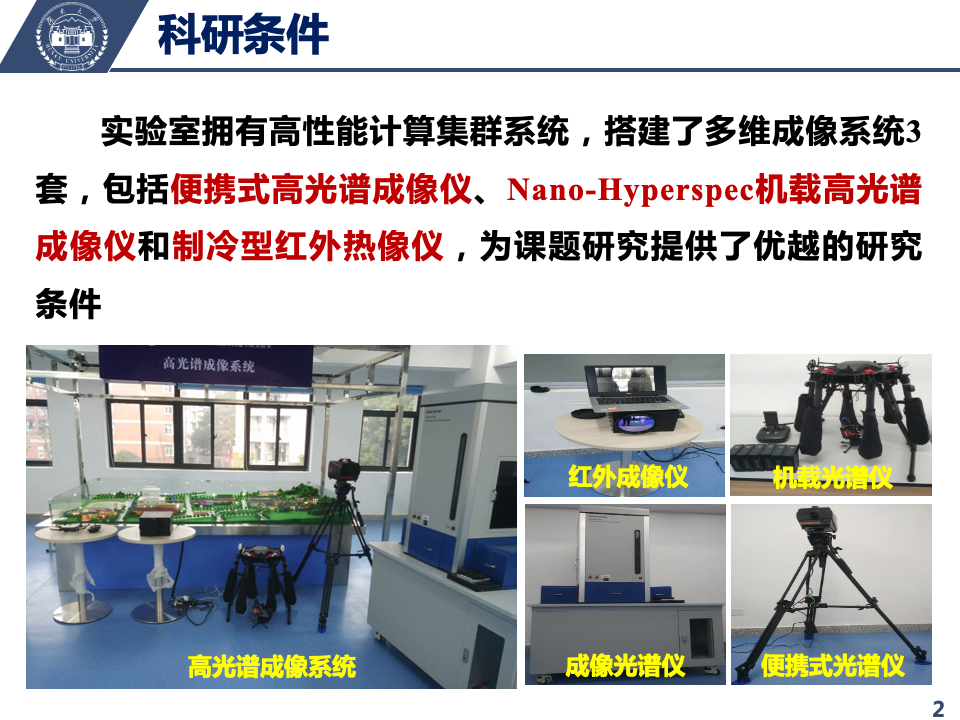 科研条件
实验室拥有高性能计算集群系统，搭建了多维成像系统3
套，包括便携式高光谱成像仪、Nano-Hyperspec机载高光谱
成像仪和制冷型红外热像仪，为课题研究提供了优越的研究
条件
高光谱成像系统
红外成像仪
机载光谱仪
高光谱成像系统
成像光谱仪
便携式光谱仪
2